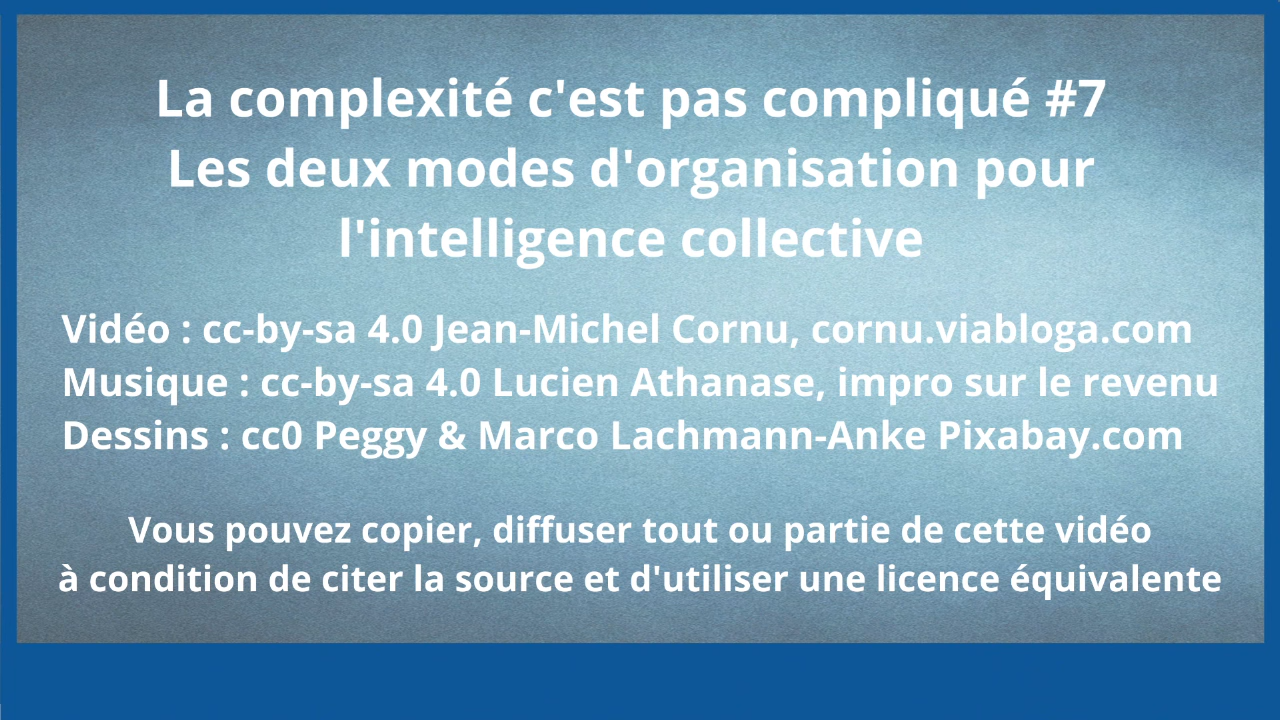 La complexité c'est pas compliqué #7
Les deux modes d'organisation pour
l'intelligence collective
Vidéo : cc-by-sa 4.0 Jean-Michel Cornu, cornu.viabloga.com
Musique : cc-by-sa 4.0 Lucien Athanase, impro sur le revenu
Dessins : cc0 Peggy & Marco Lachmann-Anke Pixabay.com
Vous pouvez copier, diffuser tout ou partie de cette vidéo
à condition de citer la source et d'utiliser une licence équivalente